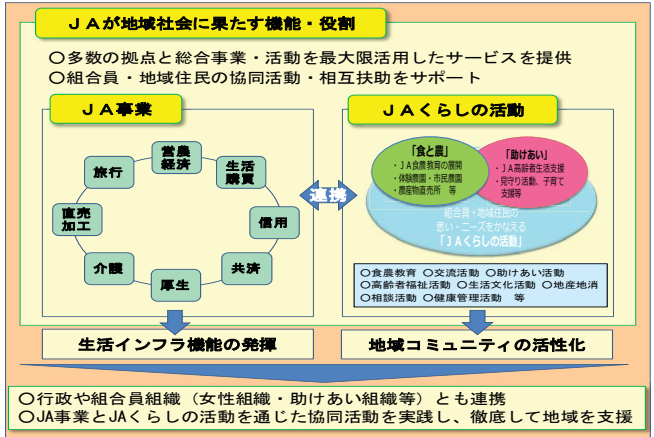 ＪＡが地域社会に果たす機能・役割
○多数の拠点と総合事業・活動を最大限活用したサービスを提供
○組合員・地域住民の協同活動・相互扶助をサポート
ＪＡ事業
営農
経済
生活
購買
信用
共済
厚生
介護
直売
加工
旅行
連携
ＪＡくらしの活動
「食と農」
・ＪＡ食農教育の展開
・体験農園・市民農園
・農産物直売所　等
「助けあい」
・ＪＡ高齢者生活支援
・見守り活動、子育て
支援等
組合員・地域住民の
思い・ニーズをかなえる
「ＪＡくらしの活動」
○食農教育 ○交流活動 ○助けあい活動
○高齢者福祉活動 ○生活文化活動 ○地産地消
○相談活動 ○健康管理活動　等
生活インフラ機能の発揮
地域コミュニティの活性化
○行政や組合員組織（女性組織・助けあい組織等）とも連携
○JA事業とJAくらしの活動を通じた協同活動を実践し、徹底して地域を支援